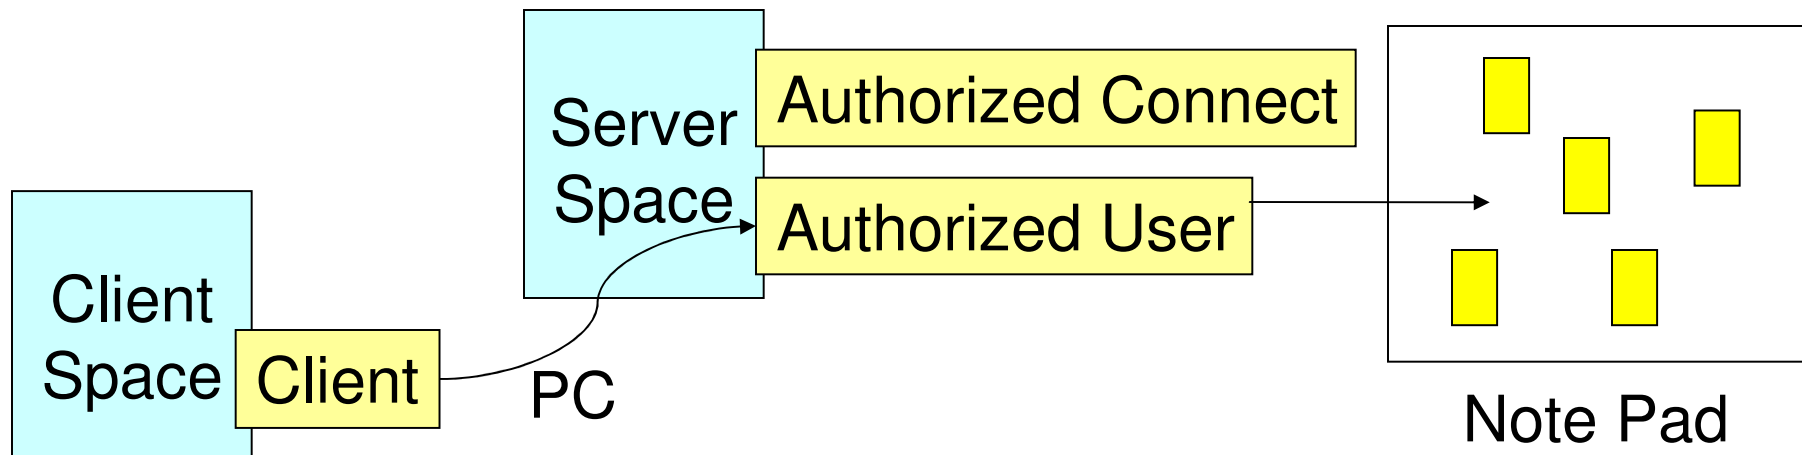 Server
Space
Authorized Connect
Authorized User
Client
Space
Client
PC
Note Pad